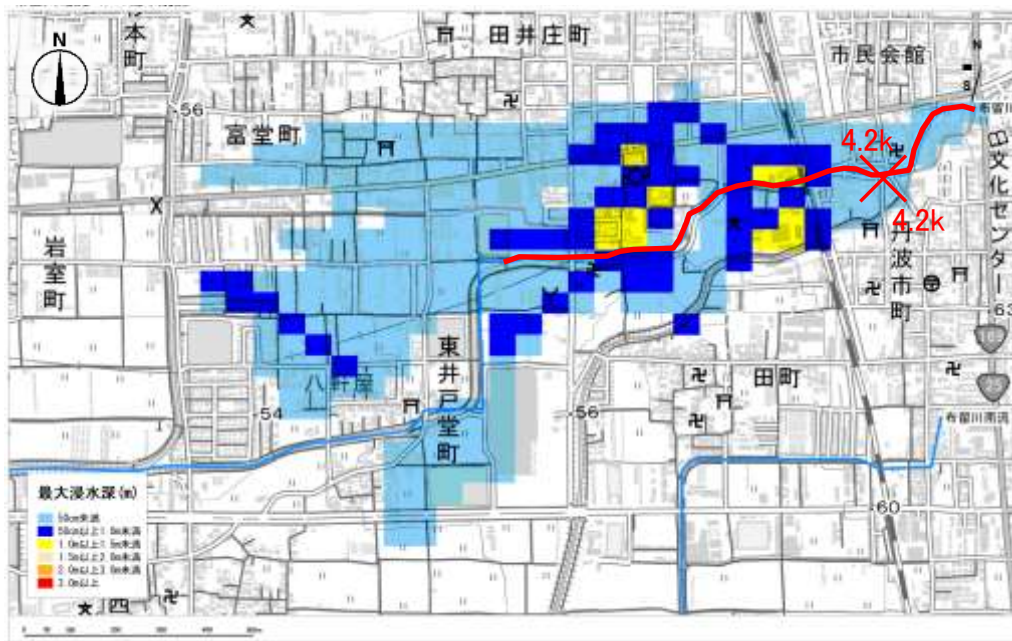 N
田井庄町
市民会館
N
S
56
布留川
富堂町
4.2k
4.2k
文化センター
岩室町
丹波市町
63
東井戸堂町
八軒屋
田町
54
56
布留川南流
60
最大浸水深(m)
50cm未満
50cm以上1.0m未満
1.0m以上1.5m未満
1.5m以上2.0m未満
2.0m以上3.0m未満
3.0m以上
四